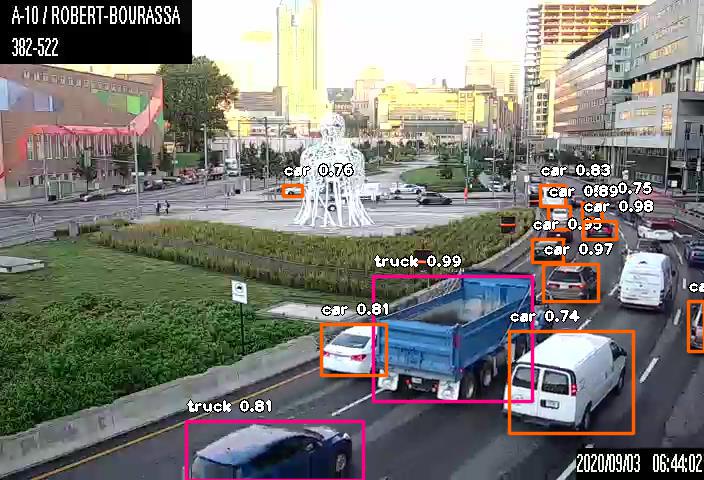 A-10 / ROBERT-BOURASSA
382-522
car 0.76
car 0.83
car 0.89
0.75
car 0.98
car 0.97
truck 0.99
car 0.81
car 0.74
ca
truck 0.81
2020/09/03 06:44:02